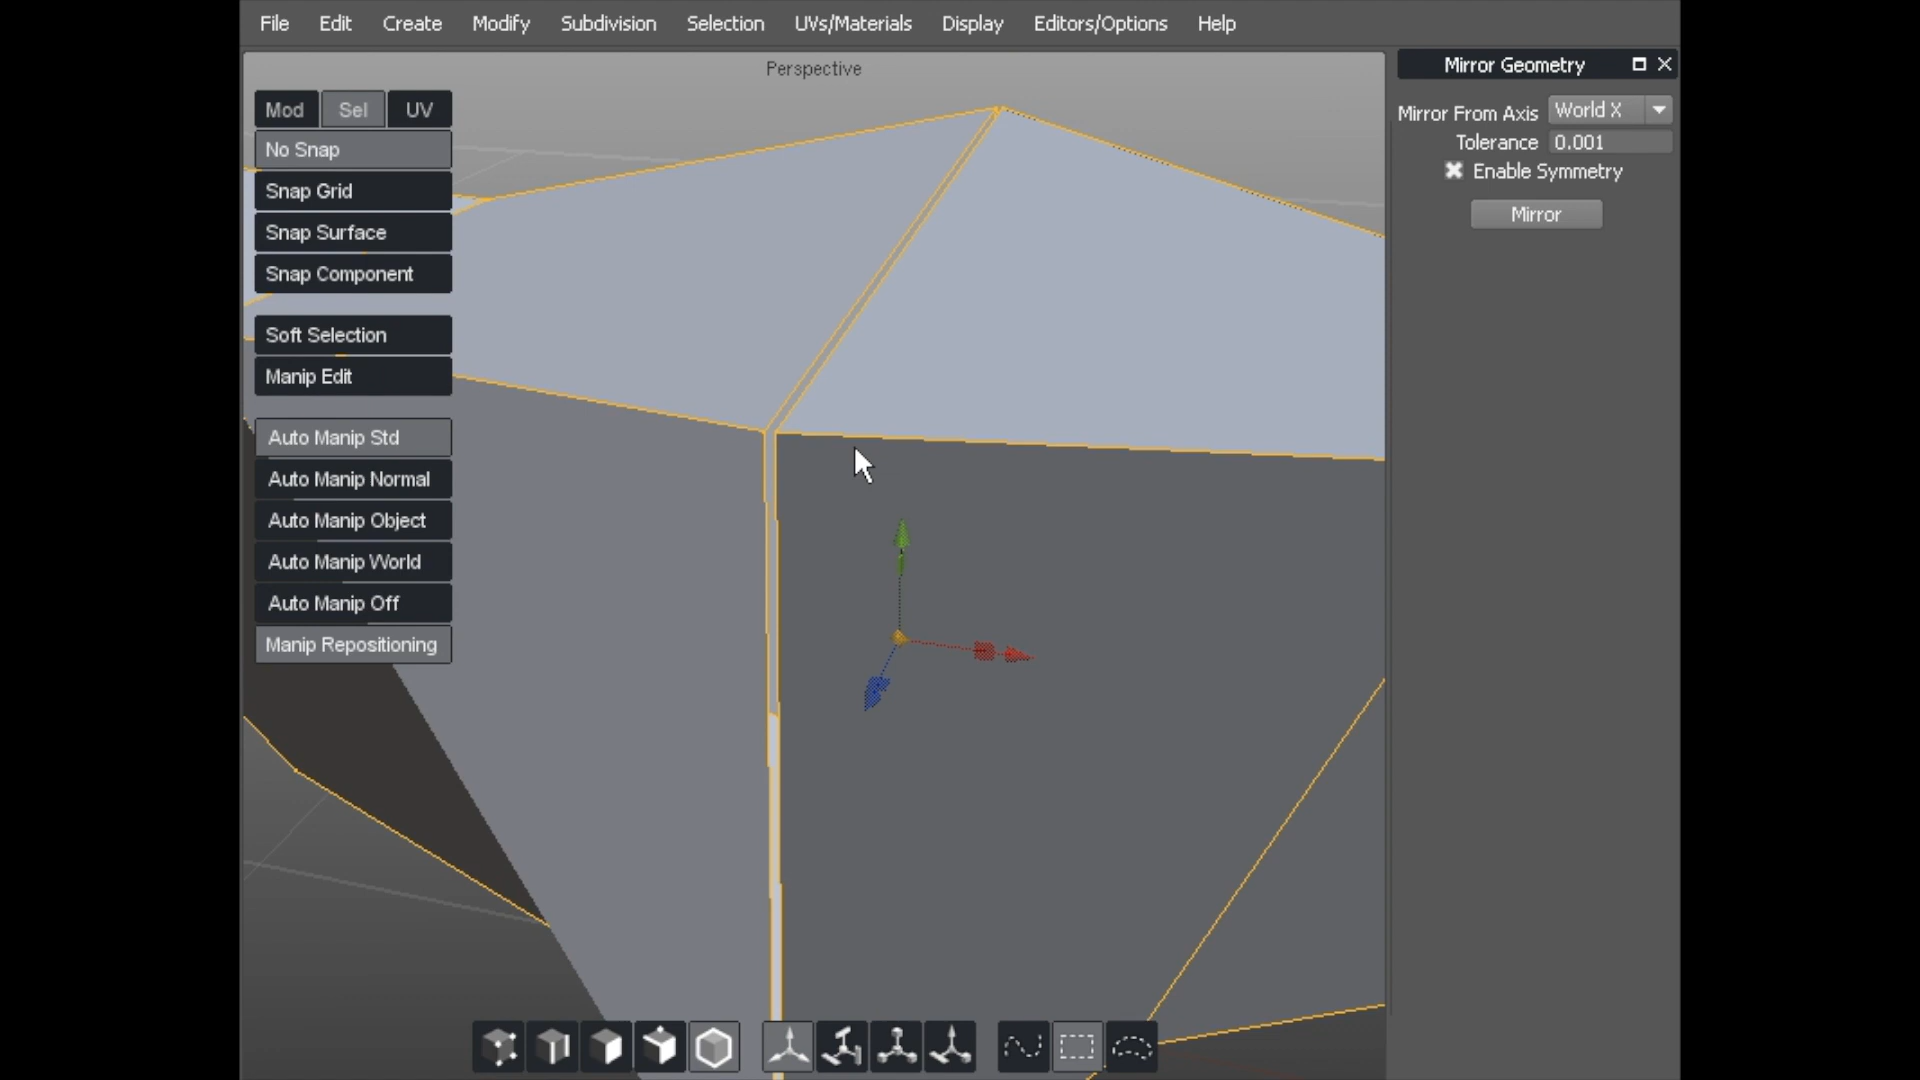 File Edit Create Modify Subdivision Selection UVs/Materials Display Editors/Options Help
Perspective
Mod Sel UV
No Snap
Snap Grid
Snap Surface
Snap Component
Soft Selection
Manip Edit
Auto Manip Std
Auto Manip Normal
Auto Manip Object
Auto Manip World
Auto Manip Off
Manip Repositioning
Mirror Geometry
Mirror From Axis World X
Tolerance 0.001
Enable Symmetry
Mirror